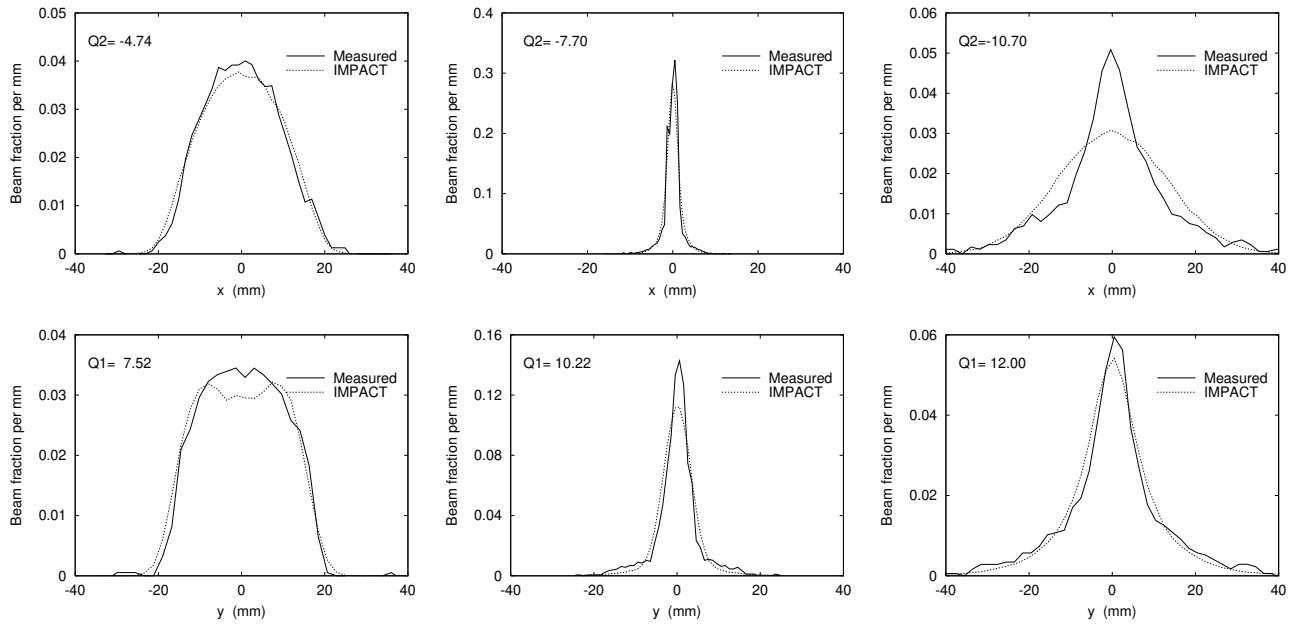 0.05
0.04
0.03
0.02
0.01
0
Beam fraction per mm
Q2= -4.74
Measured
IMPACT
-40 -20 0 20 40
x (mm)
0.4
0.3
0.2
0.1
0
Beam fraction per mm
Q2= -7.70
Measured
IMPACT
-40 -20 0 20 40
x (mm)
0.06
0.05
0.04
0.03
0.02
0.01
0
Beam fraction per mm
Q2=-10.70
Measured
IMPACT
-40 -20 0 20 40
x (mm)
0.04
0.03
0.02
0.01
0
Beam fraction per mm
Q1= 7.52
Measured
IMPACT
-40 -20 0 20 40
y (mm)
0.16
0.12
0.08
0.04
0
Beam fraction per mm
Q1= 10.22
Measured
IMPACT
-40 -20 0 20 40
y (mm)
0.06
0.04
0.02
0
Beam fraction per mm
Q1= 12.00
Measured
IMPACT
-40 -20 0 20 40
y (mm)